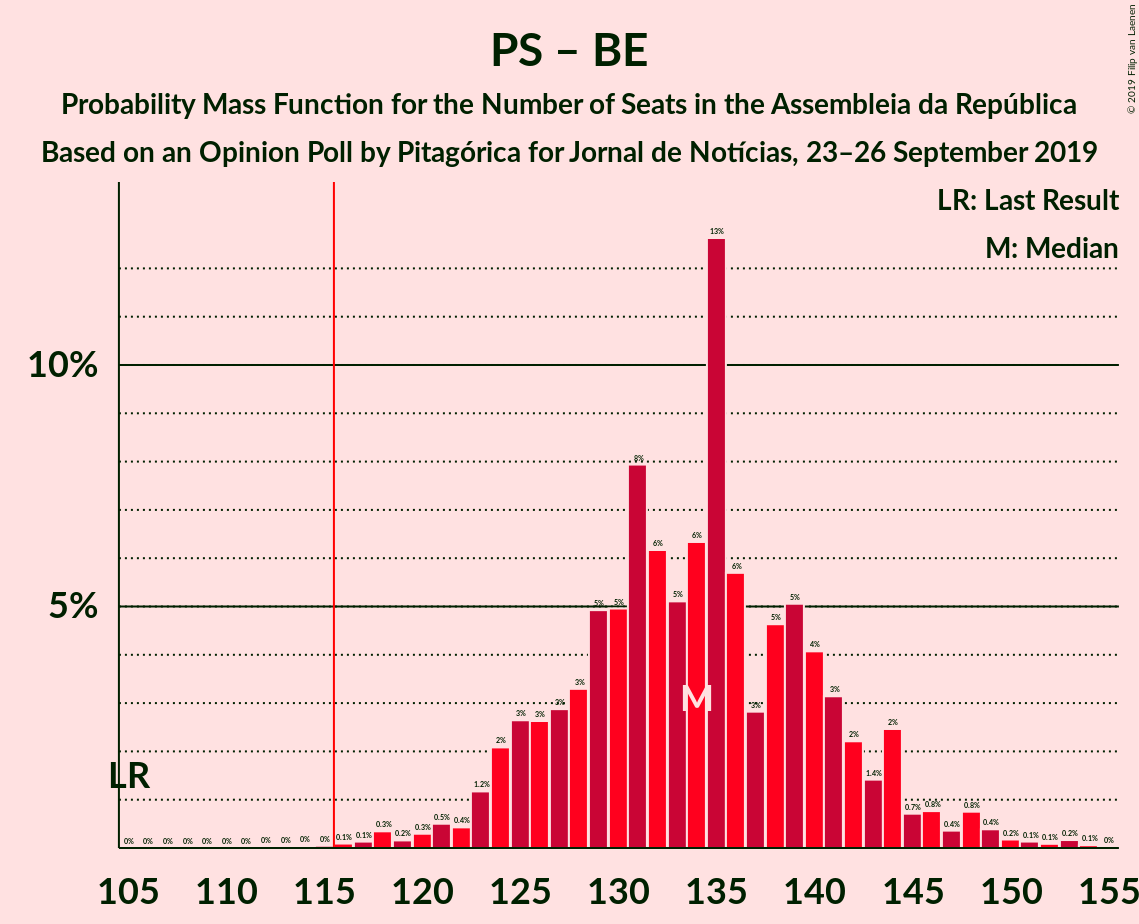 PS – BE
Probability Mass Function for the Number of Seats in the Assembleia da República
Based on an Opinion Poll by Pitagórica for Jornal de Notícias, 23–26 September 2019
© 2019 Filip van Laenen
LR: Last Result
M: Median
10%
5%
LR
M
0% 0% 0% 0% 0% 0% 0% 0% 0% 0% 0% 0.1% 0.1% 0.3% 0.2% 0.3% 0.5% 0.4% 1.2% 2% 3% 3% 3% 3% 5% 5% 8% 6% 5% 6% 13% 6% 3% 5% 5% 4% 3% 2% 1.4% 2% 0.7% 0.8% 0.4% 0.8% 0.4% 0.2% 0.1% 0.1% 0.2% 0.1% 0%
105 110 115 120 125 130 135 140 145 150 155